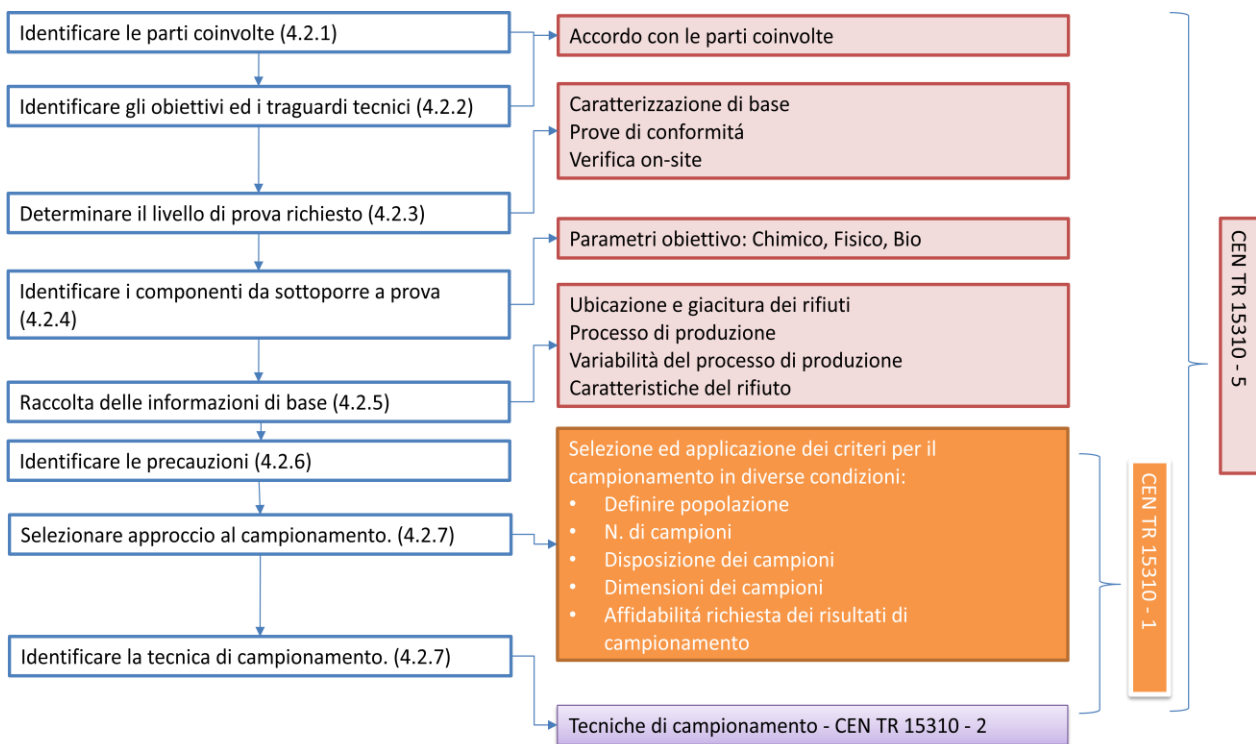 Identificare le parti coinvolte (4.2.1)
Accordo con le parti coinvolte
Identificare gli obiettivi ed i traguardi tecnici (4.2.2)
Caratterizzazione di base
Prove di conformitá
Verifica on-site
Determinare il livello di prova richiesto (4.2.3)
Parametri obiettivo: Chimico, Fisico, Bio
Identificare i componenti da sottoporre a prova
(4.2.4)
Ubicazione e giacitura dei rifiuti
Processo di produzione
Variabilità del processo di produzione
Caratteristiche del rifiuto
Raccolta delle informazioni di base (4.2.5)
Identificare le precauzioni (4.2.6)
Selezione ed applicazione dei criteri per il
campionamento in diverse condizioni:
• Definire popolazione
• N. di campioni
• Disposizione dei campioni
• Dimensioni dei campioni
• Affidabilitá richiesta dei risultati di
campionamento
Selezionare approccio al campionamento. (4.2.7)
Identificare la tecnica di campionamento. (4.2.7)
Tecniche di campionamento - CEN TR 15310 - 2
CEN TR 15310 - 1
CEN TR 15310 - 5